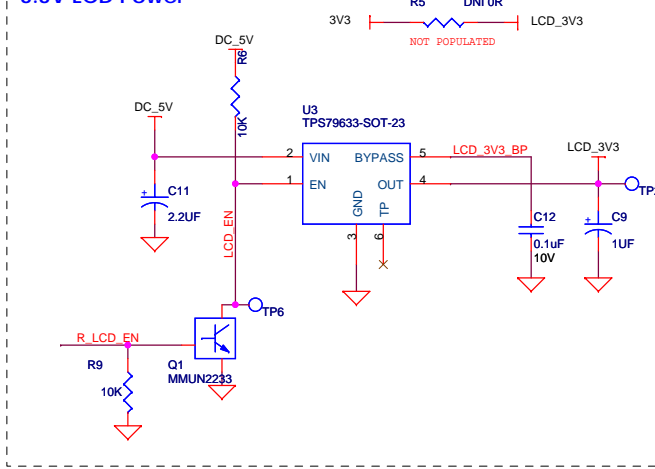 R5
3V3
LCD_3V3
NOT POPULATED
DC_5V
R6
10K
DC_5V
U3
TPS79633-SOT-23
2 VIN
BYPASS 5
LCD_3V3_BP
LCD_3V3
1 EN
OUT 4
C11
2.2UF
GND
TP
3
6
C12
0.1uF
10V
C9
1UF
LCD_EN
TP6
R_LCD_EN
R9
10K
Q1
MMUN2233